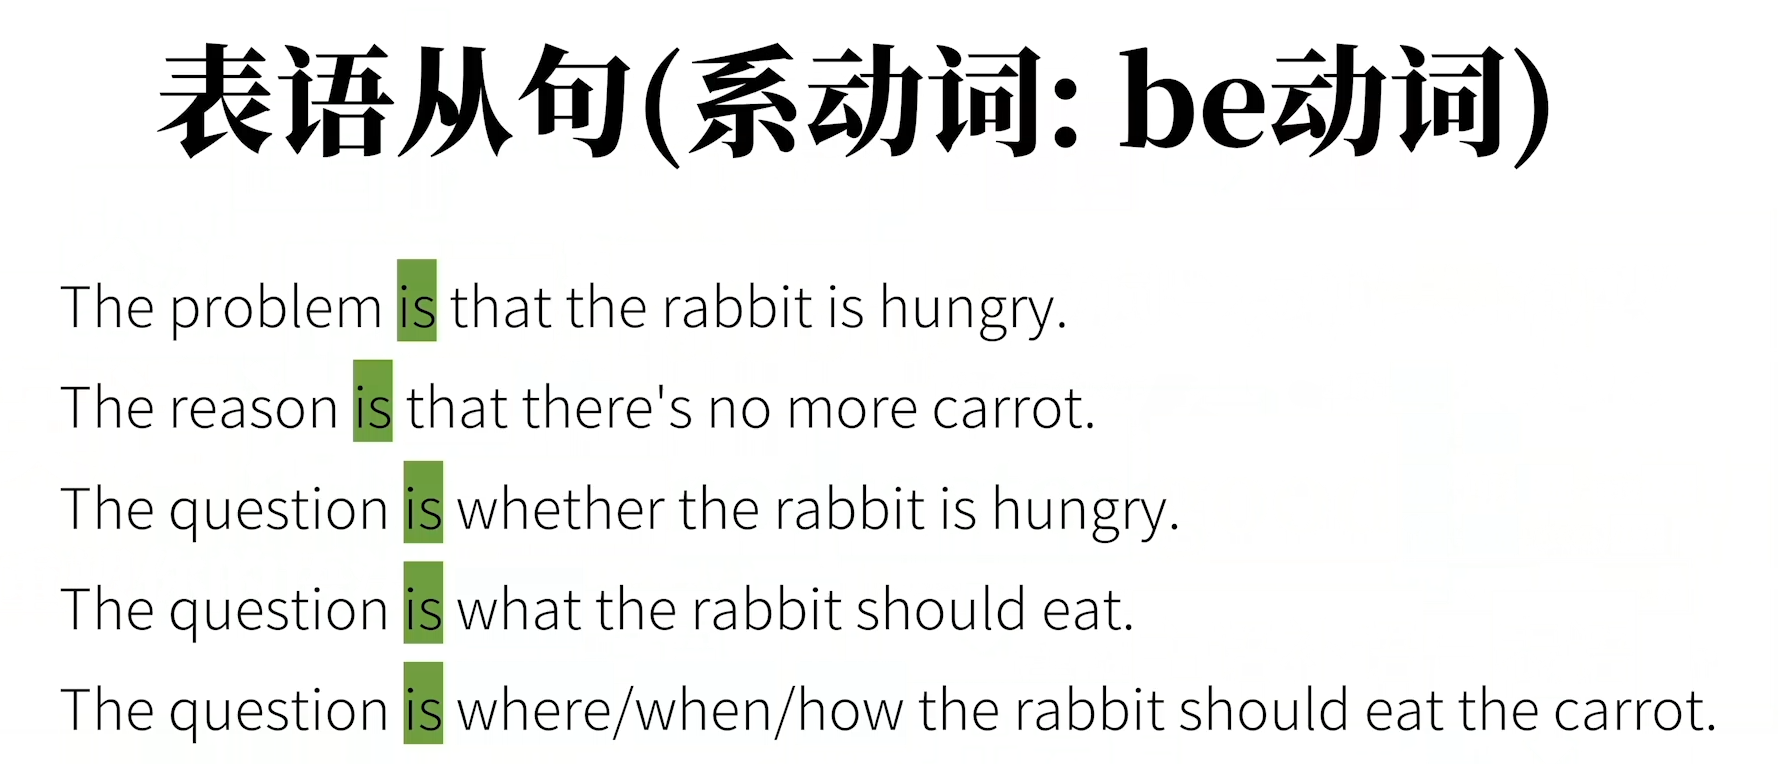 表语从句(系动词: be动词)
The problem is that the rabbit is hungry.
The reason is that there's no more carrot.
The question is whether the rabbit is hungry.
The question is what the rabbit should eat.
The question is where/when/how the rabbit should eat the carrot.